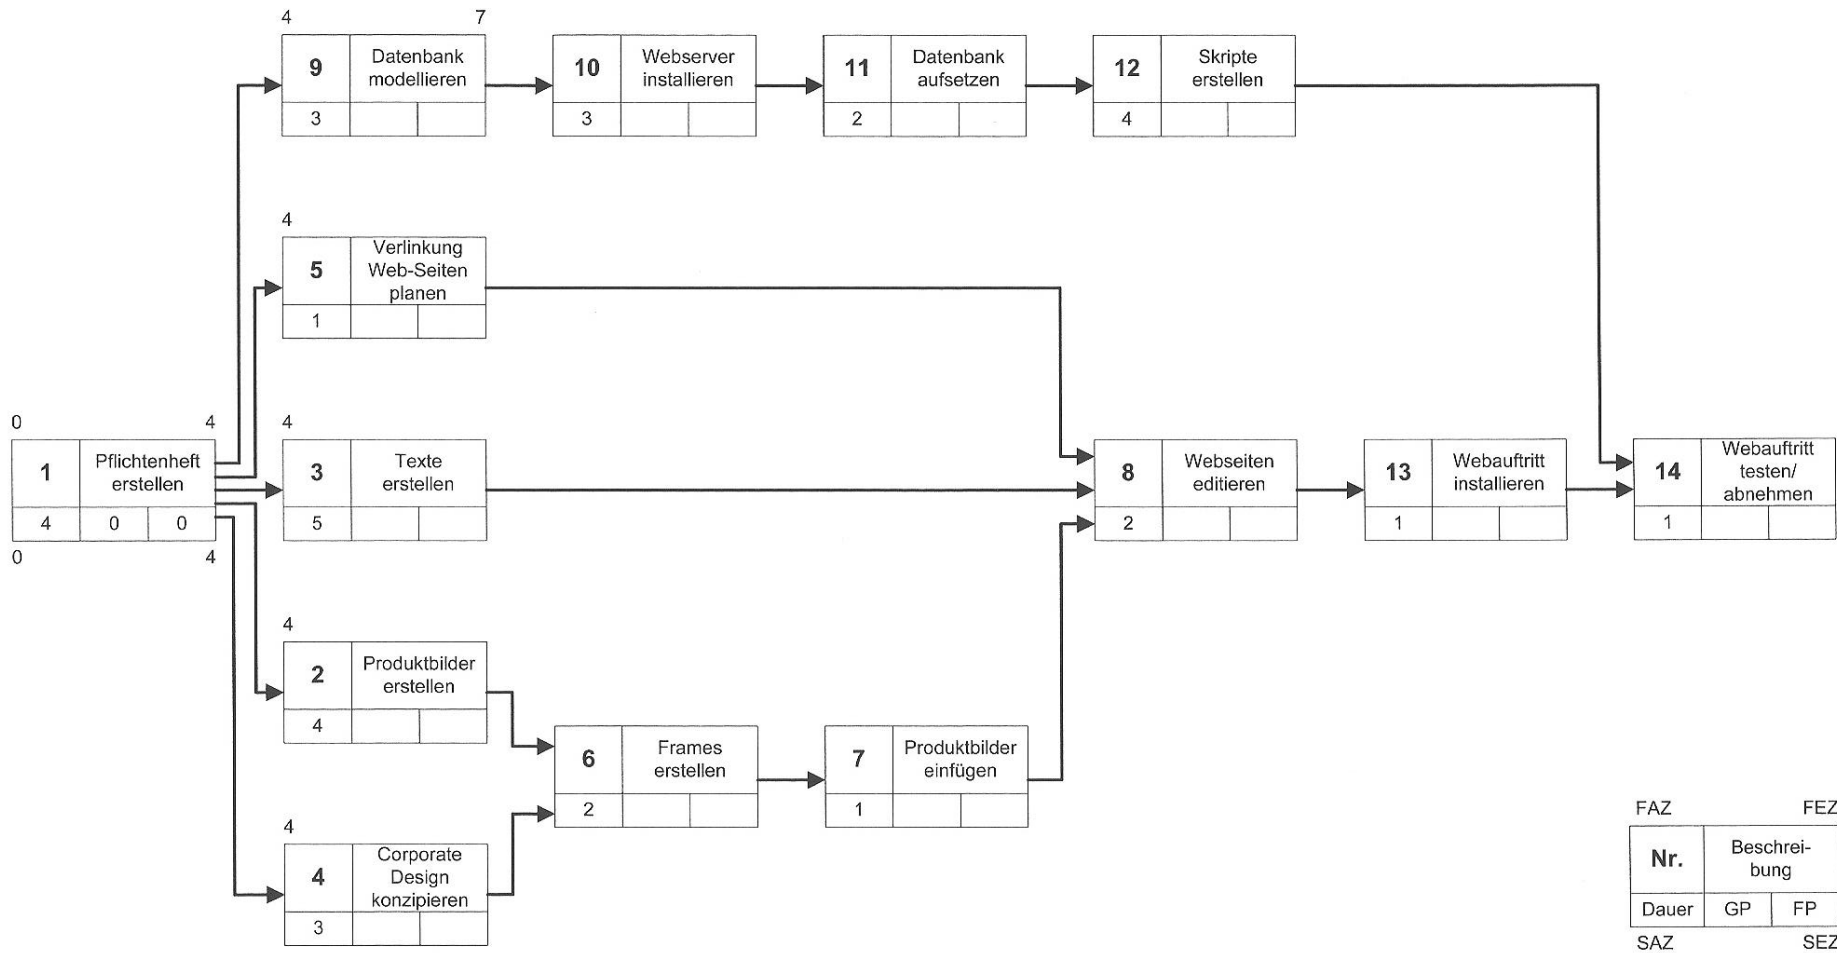 4 7
9 Datenbank modellieren
3
10 Webserver installieren
3
11 Datenbank aufsetzen
2
12 Skripte erstellen
4
4
5 Verlinkung Web-Seiten planen
1
0 4
1 Pflichtenheft erstellen
4 0 0
0 4
4
3 Texte erstellen
5
8 Webseiten editieren
2
13 Webauftritt installieren
1
14 Webauftritt testen/ abnehmen
1
4
2 Produktbilder erstellen
4
6 Frames erstellen
2
7 Produktbilder einfügen
1
4
4 Corporate Design konzipieren
3
FAZ FEZ
Nr. Beschrei- bung
Dauer GP FP
SAZ SEZ